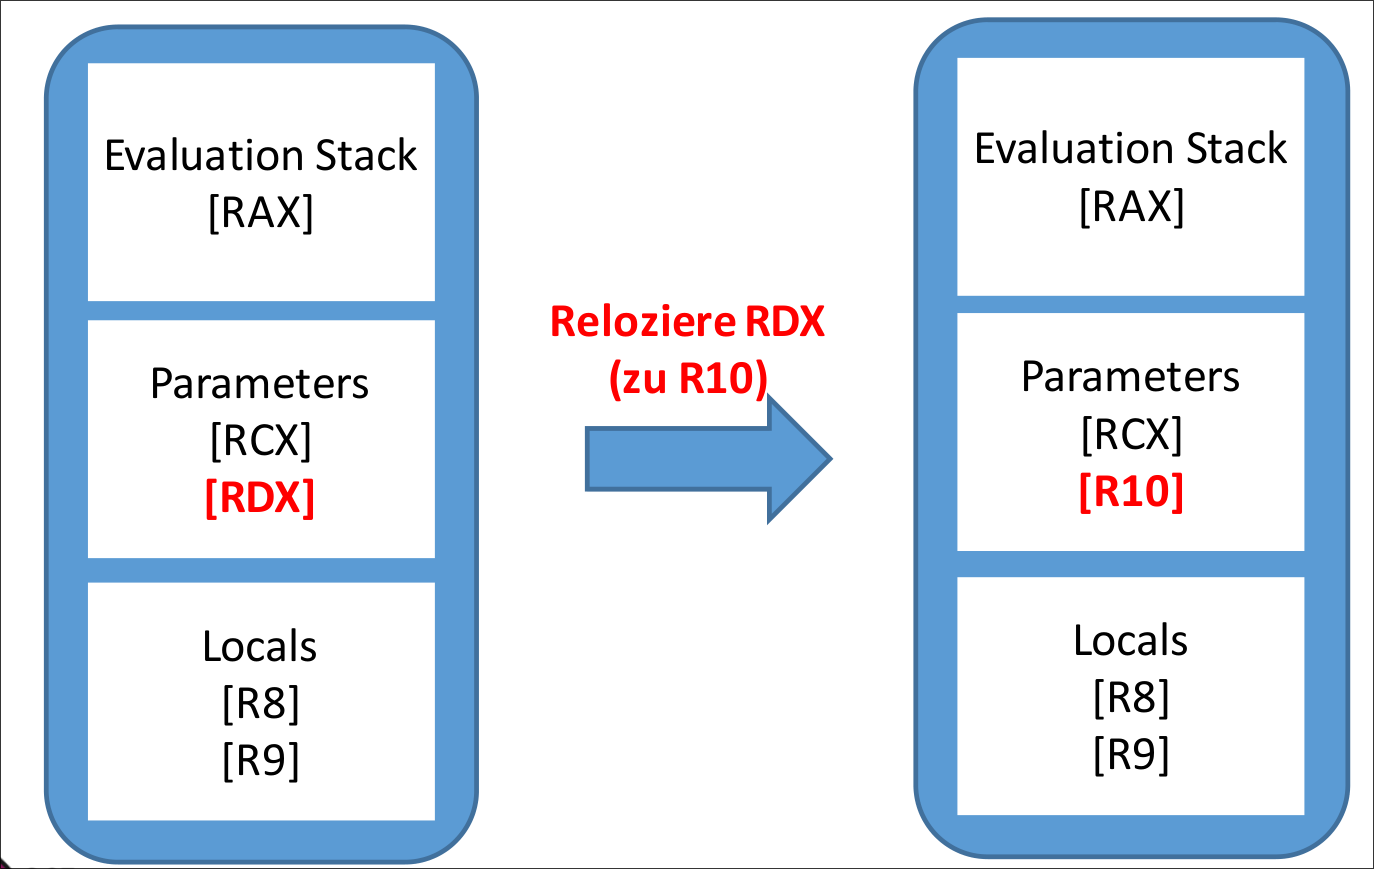 Evaluation Stack
[RAX]
Parameters
[RCX]
[RDX]
Locals
[R8]
[R9]
Reloziere RDX
(zu R10)
Evaluation Stack
[RAX]
Parameters
[RCX]
[R10]
Locals
[R8]
[R9]